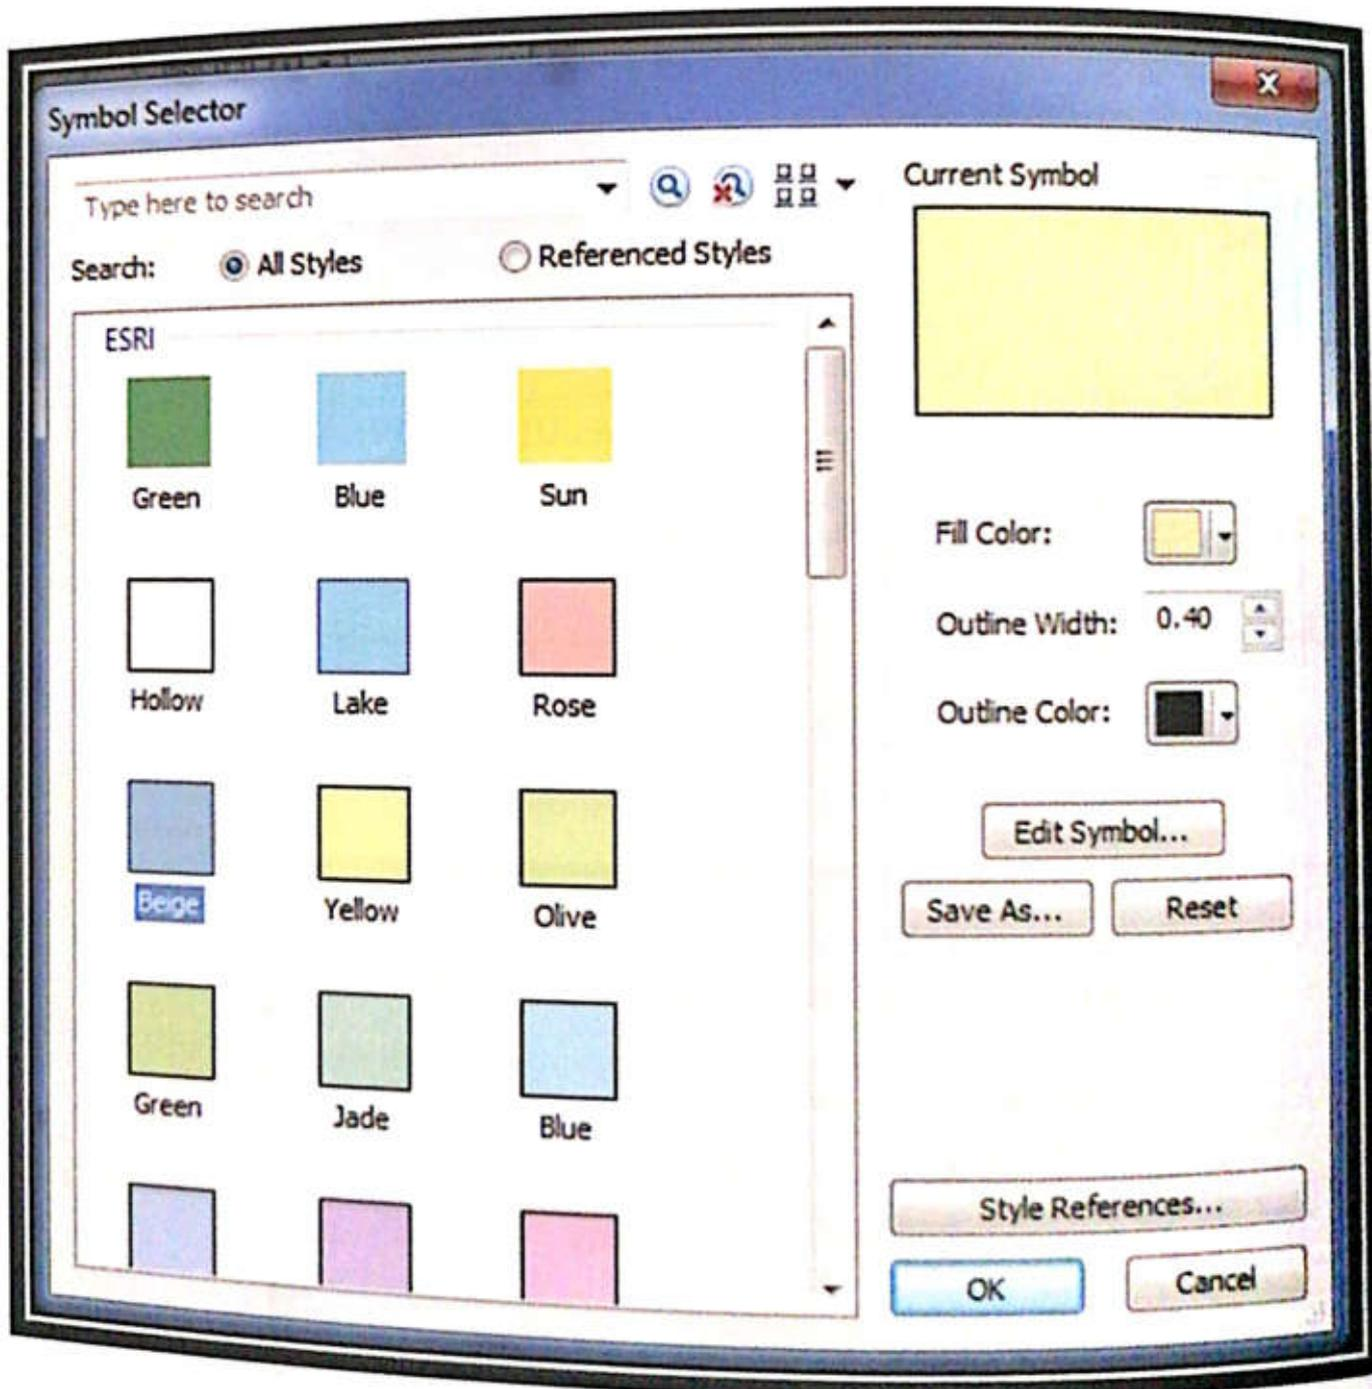 Symbol Selector
Type here to search
Search: All Styles Referenced Styles
ESRI
Green Blue Sun
Hollow Lake Rose
Beige Yellow Olive
Green Jade Blue
Current Symbol
Fill Color:
Outline Width: 0.40
Outline Color:
Edit Symbol...
Save As... Reset
Style References...
OK Cancel